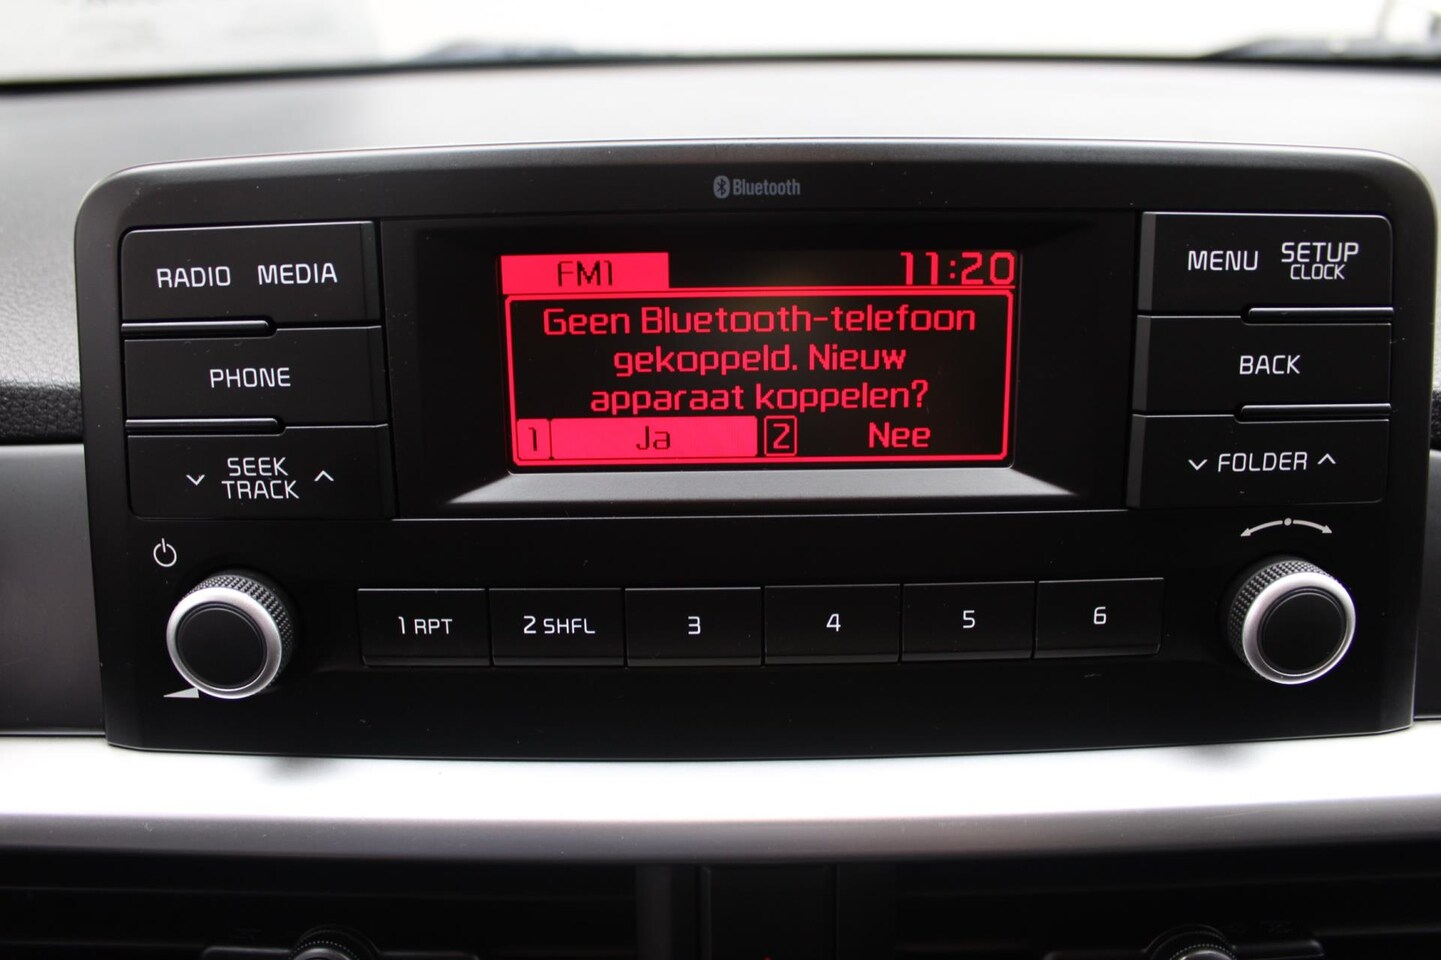 Bluetooth
RADIO MEDIA
PHONE
SEEK
TRACK
FM1 11:20
Geen Bluetooth-telefoon
gekoppeld. Nieuw
apparaat koppelen?
1 Ja 2 Nee
MENU SETUP
CLOCK
BACK
FOLDER
1 RPT 2 SHFL 3 4 5 6